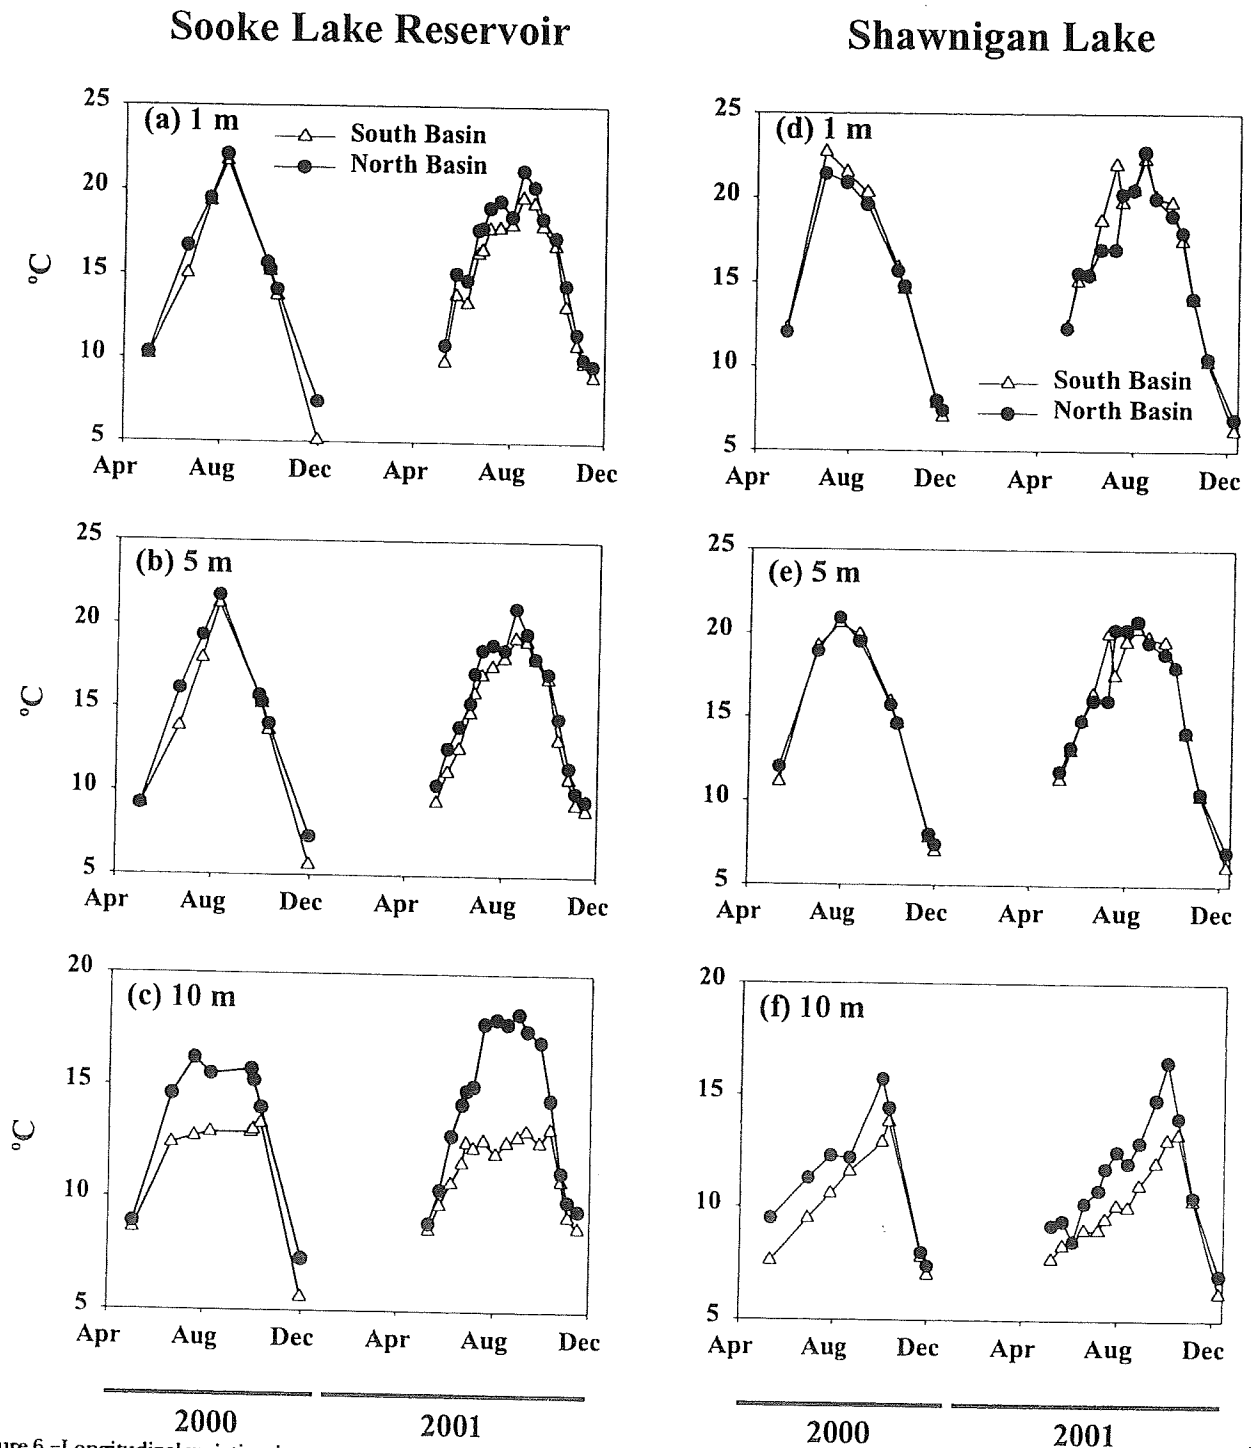 Sooke Lake Reservoir
Shawnigan Lake
(a) 1 m
South Basin
North Basin
25
20
15
10
5
°C
Apr Aug Dec Apr Aug Dec
(d) 1 m
South Basin
North Basin
25
20
15
10
5
Apr Aug Dec Apr Aug Dec
(b) 5 m
25
20
15
10
5
°C
Apr Aug Dec Apr Aug Dec
(e) 5 m
25
20
15
10
5
Apr Aug Dec Apr Aug Dec
(c) 10 m
20
15
10
5
°C
Apr Aug Dec Apr Aug Dec
(f) 10 m
20
15
10
5
Apr Aug Dec Apr Aug Dec
2000 2001
2000 2001